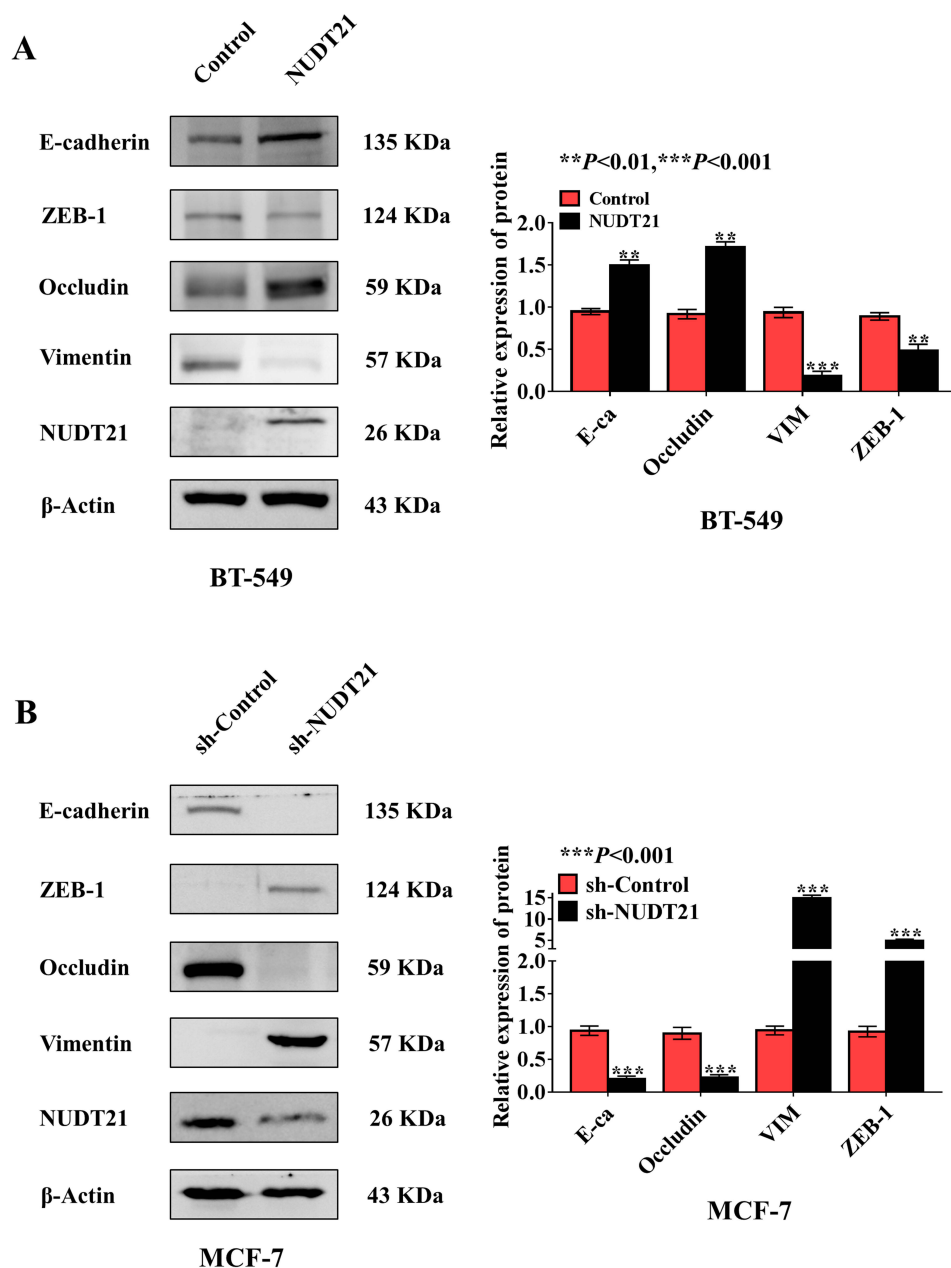 A
Control
NUDT21
E-cadherin 135 KDa
ZEB-1 124 KDa
Occludin 59 KDa
Vimentin 57 KDa
NUDT21 26 KDa
β-Actin 43 KDa
BT-549
**P<0.01,***P<0.001
Control
NUDT21
Relative expression of protein
2.0
1.5
1.0
0.5
0.0
** ** *** **
E-ca Occludin VIM ZEB-1
BT-549
B
sh-Control
sh-NUDT21
E-cadherin 135 KDa
ZEB-1 124 KDa
Occludin 59 KDa
Vimentin 57 KDa
NUDT21 26 KDa
β-Actin 43 KDa
MCF-7
***P<0.001
sh-Control
sh-NUDT21
Relative expression of protein
15
10
5
2.0
1.5
1.0
0.5
0.0
*** *** *** ***
E-ca Occludin VIM ZEB-1
MCF-7